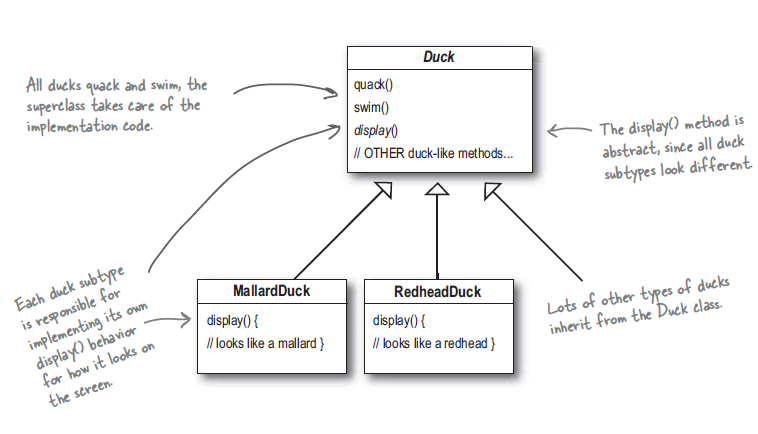 Duck
quack()
swim()
display()
// OTHER duck-like methods...
All ducks quack and swim, the
superclass takes care of the
implementation code.
The display() method is
abstract, since all duck
subtypes look different
Each duck subtype
is responsible for
implementing its own
display() behavior
for how it looks on
the screen.
MallardDuck
display() {
// looks like a mallard }
RedheadDuck
display() {
// looks like a redhead }
Lots of other types of ducks
inherit from the Duck class.